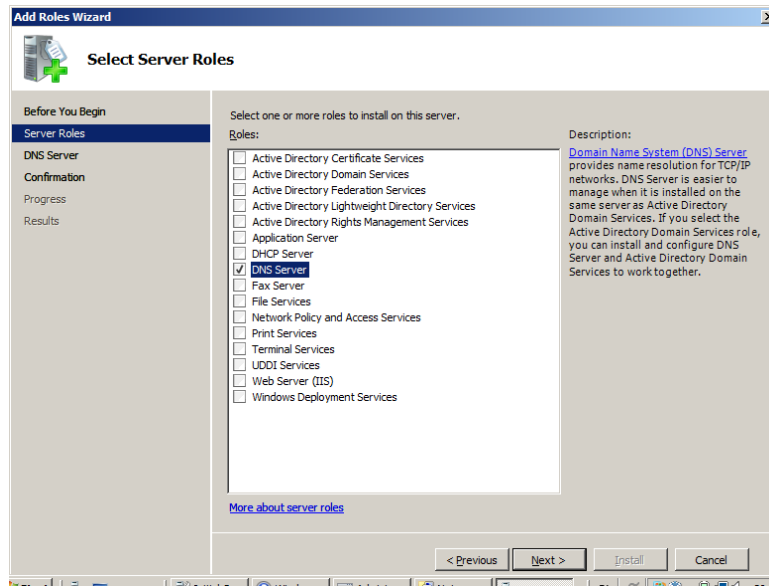 Add Roles Wizard
Select Server Roles
Before You Begin
Server Roles
DNS Server
Confirmation
Progress
Results
Select one or more roles to install on this server.
Roles:
Active Directory Certificate Services
Active Directory Domain Services
Active Directory Federation Services
Active Directory Lightweight Directory Services
Active Directory Rights Management Services
Application Server
DHCP Server
DNS Server
Fax Server
File Services
Network Policy and Access Services
Print Services
Terminal Services
UDDI Services
Web Server (IIS)
Windows Deployment Services
More about server roles
Description:
Domain Name System (DNS) Server
provides name resolution for TCP/IP
networks. DNS Server is easier to
manage when it is installed on the
same server as Active Directory
Domain Services. If you select the
Active Directory Domain Services role,
you can install and configure DNS
Server and Active Directory Domain
Services to work together.
< Previous
Next >
Install
Cancel